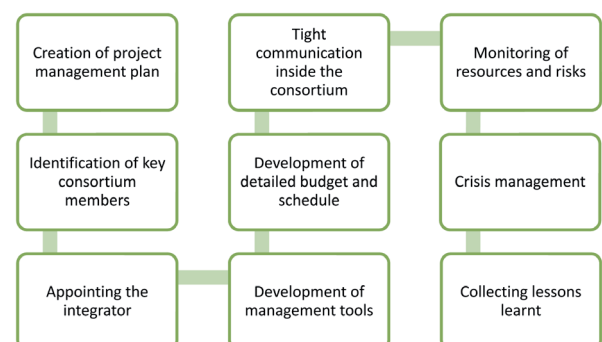 Creation of project
management plan
Identification of key
consortium
members
Appointing the
integrator
Development of
management tools
Development of
detailed budget and
schedule
Tight
communication
inside the
consortium
Monitoring of
resources and risks
Crisis management
Collecting lessons
learnt